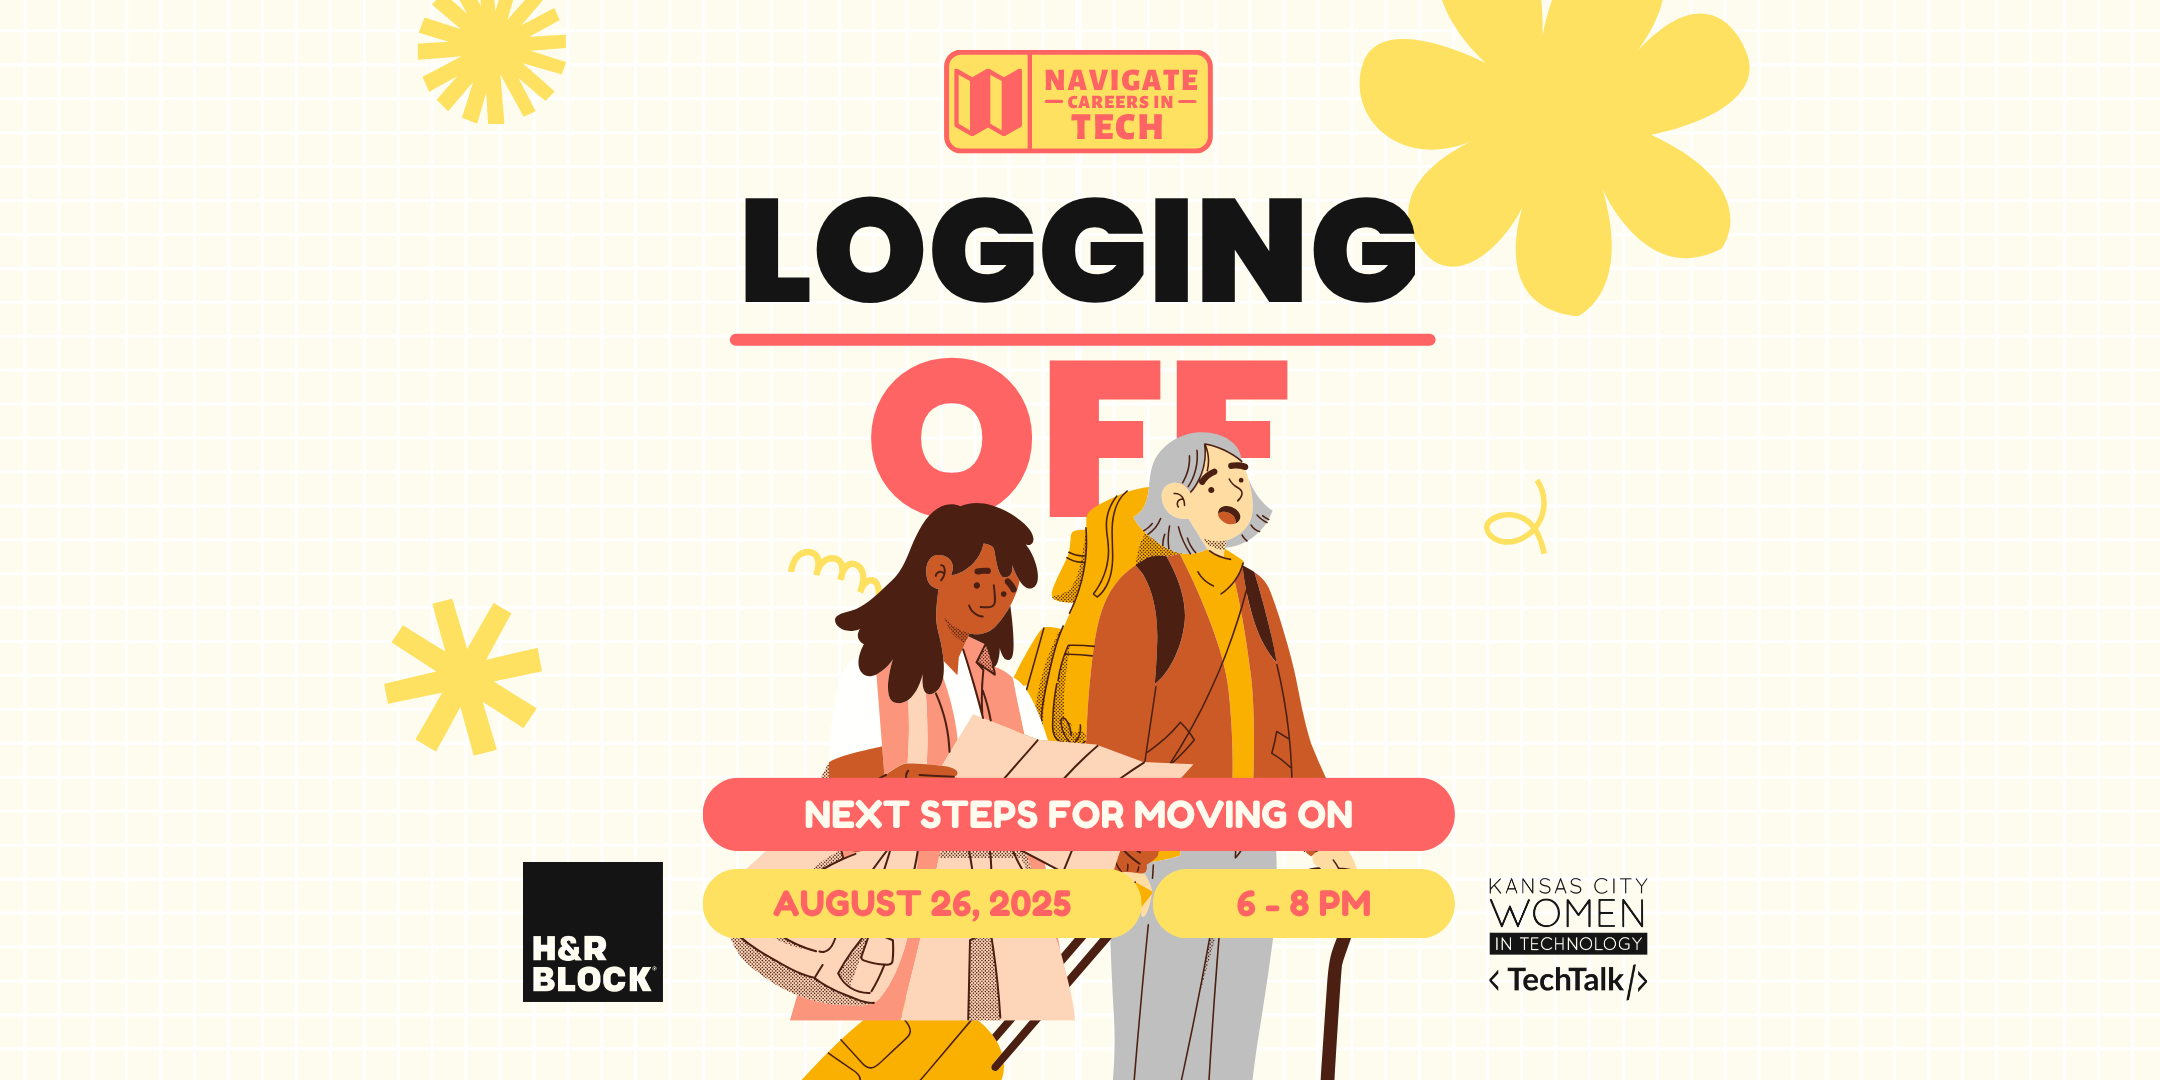 NAVIGATE
CAREERS IN
TECH
LOGGING
OFF
NEXT STEPS FOR MOVING ON
AUGUST 26, 2025
6 - 8 PM
H&R
BLOCK®
KANSAS CITY
WOMEN
IN TECHNOLOGY
<TechTalk/>